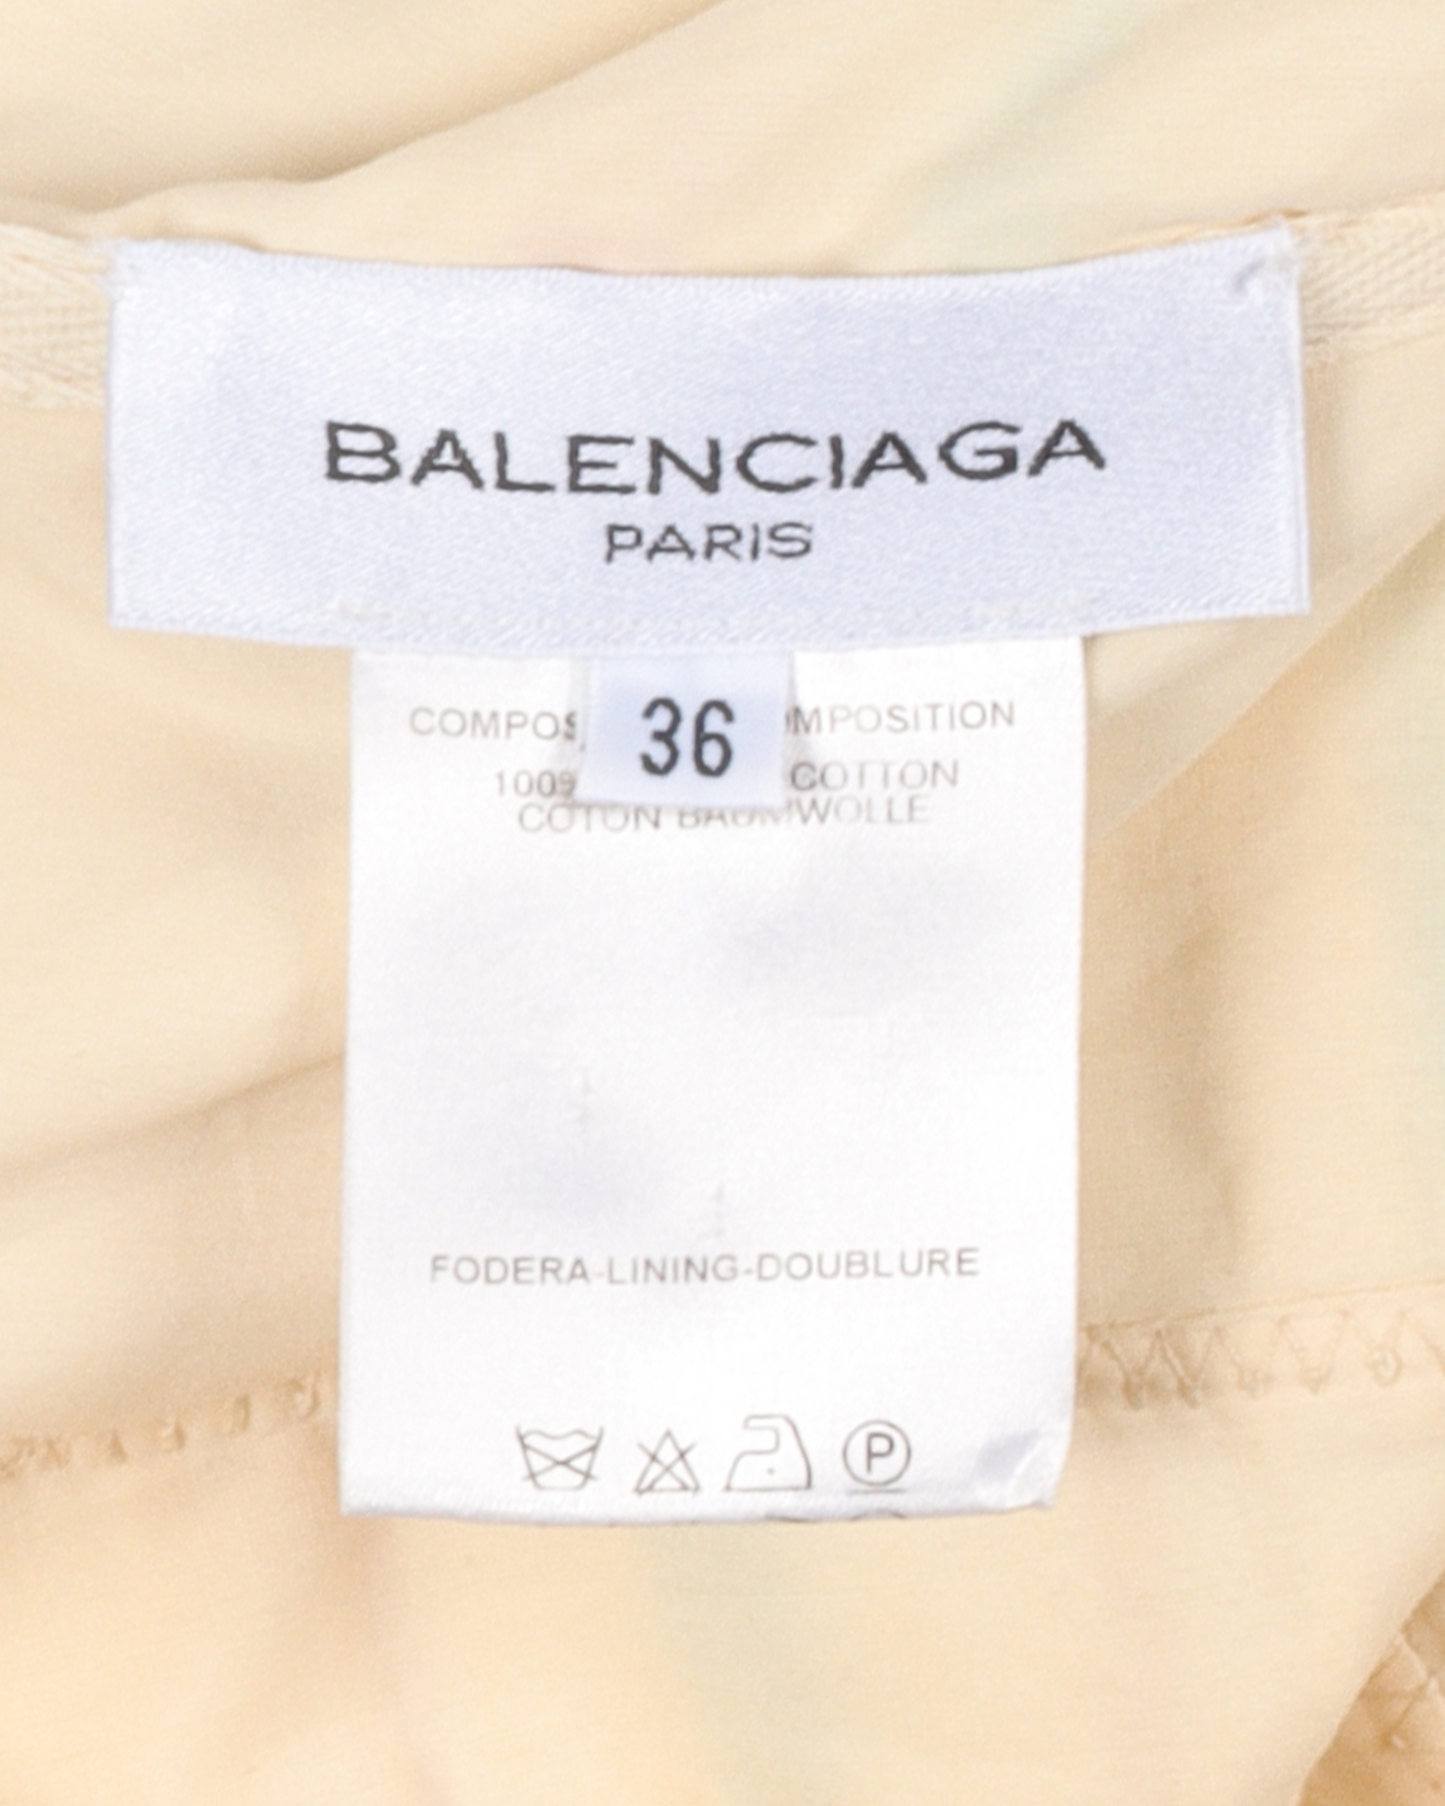 BALENCIAGA
PARIS
36
COMPOS MPOSITION
100% COTTON
COTON BAUMWOLLE
FODERA-LINING-DOUBLURE
P